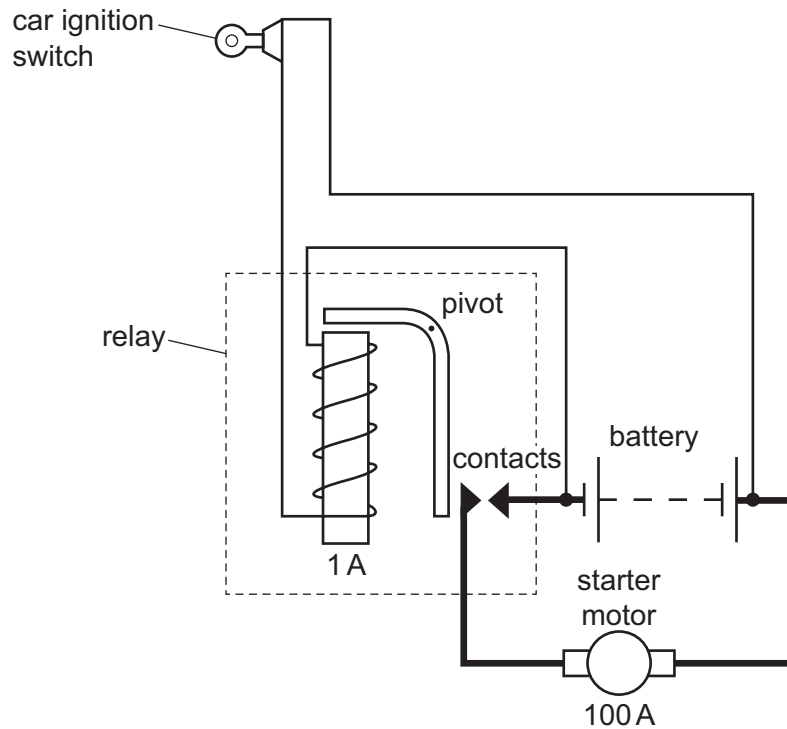 car ignition
switch
pivot
relay
contacts
battery
1 A
starter
motor
100 A